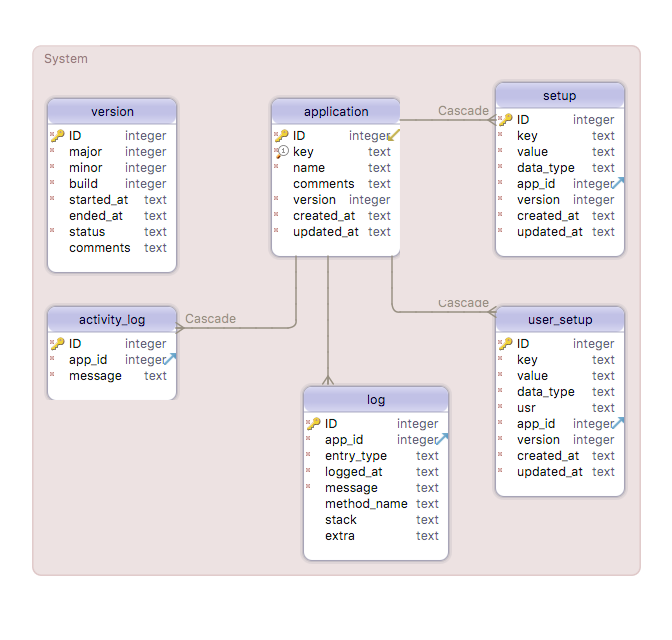 System
version
ID integer
major integer
minor integer
build integer
started_at text
ended_at text
status text
comments text
application
ID integer
key text
name text
comments text
version integer
created_at text
updated_at text
Cascade
setup
ID integer
key text
value text
data_type text
app_id integer
version integer
created_at text
updated_at text
activity_log
ID integer
app_id integer
message text
Cascade
Cascade
user_setup
ID integer
key text
value text
data_type text
usr text
app_id integer
version integer
created_at text
updated_at text
log
ID integer
app_id integer
entry_type text
logged_at text
message text
method_name text
stack text
extra text